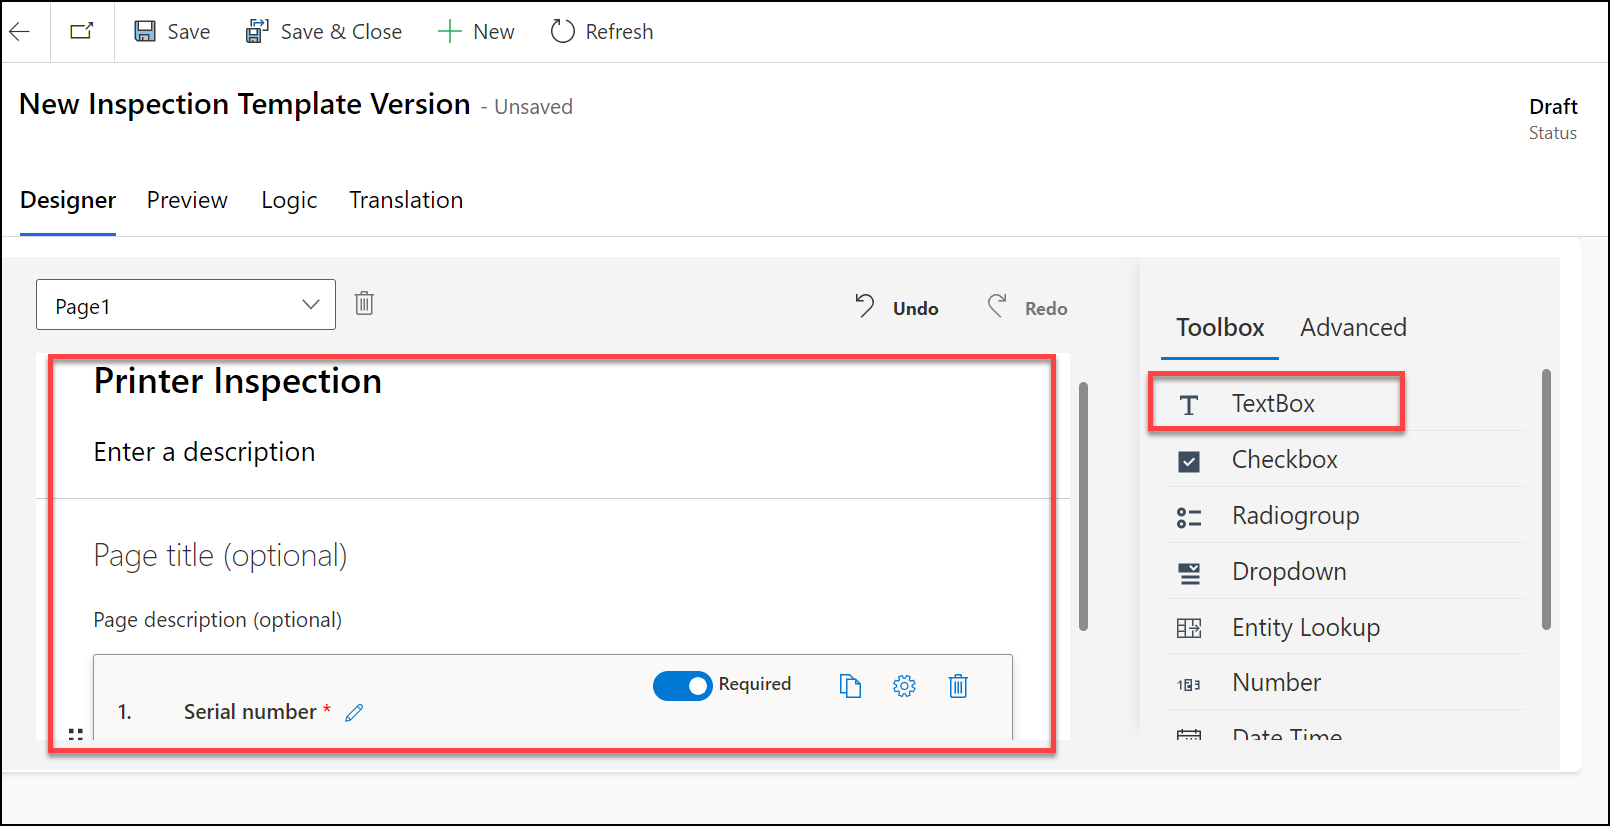 Save
Save & Close
New
Refresh
New Inspection Template Version - Unsaved
Draft
Status
Designer
Preview
Logic
Translation
Page1
Undo
Redo
Printer Inspection
Enter a description
Page title (optional)
Page description (optional)
Required
1. Serial number *
Toolbox
Advanced
TextBox
Checkbox
Radiogroup
Dropdown
Entity Lookup
Number
Date Time